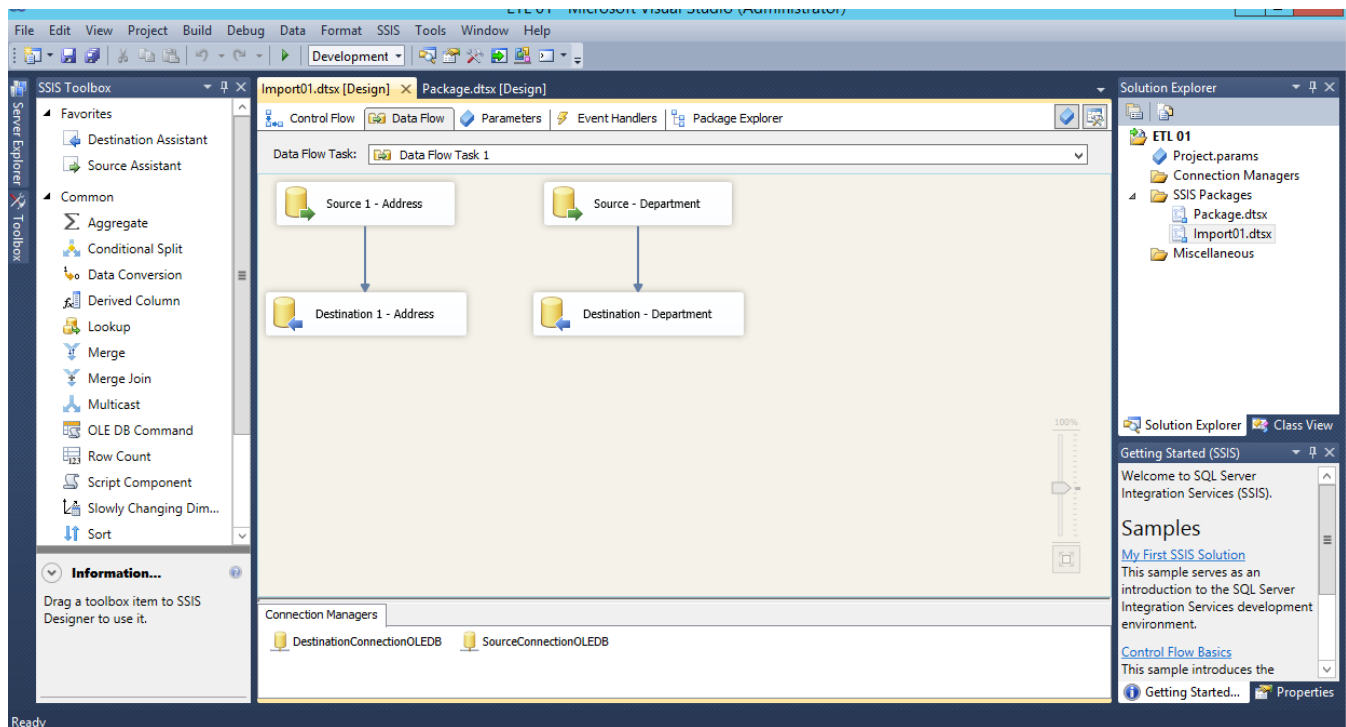 ETL 01 - Microsoft Visual Studio (Administrator)
File Edit View Project Build Debug Data Format SSIS Tools Window Help
Development
Server Explorer
Toolbox
SSIS Toolbox
Favorites
Destination Assistant
Source Assistant
Common
Aggregate
Conditional Split
Data Conversion
Derived Column
Lookup
Merge
Merge Join
Multicast
OLE DB Command
Row Count
Script Component
Slowly Changing Dim...
Sort
Information...
Drag a toolbox item to SSIS
Designer to use it.
Import01.dtsx [Design] Package.dtsx [Design]
Control Flow Data Flow Parameters Event Handlers Package Explorer
Data Flow Task: Data Flow Task 1
Source 1 - Address Source - Department
Destination 1 - Address Destination - Department
100%
Connection Managers
DestinationConnectionOLEDB SourceConnectionOLEDB
Solution Explorer
ETL 01
Project.params
Connection Managers
SSIS Packages
Package.dtsx
Import01.dtsx
Miscellaneous
Solution Explorer Class View
Getting Started (SSIS)
Welcome to SQL Server
Integration Services (SSIS).
Samples
My First SSIS Solution
This sample serves as an
introduction to the SQL Server
Integration Services development
environment.
Control Flow Basics
This sample introduces the
Getting Started... Properties
Ready